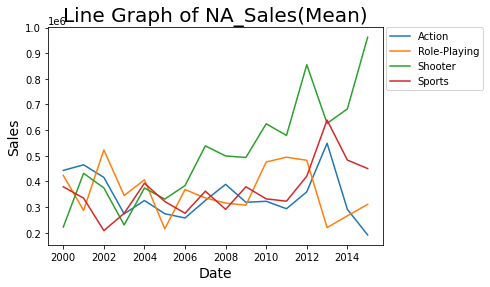 Line Graph of NA_Sales(Mean)
1e6
1.0
0.9
0.8
0.7
0.6
0.5
0.4
0.3
0.2
Sales
2000 2002 2004 2006 2008 2010 2012 2014
Date
Action
Role-Playing
Shooter
Sports